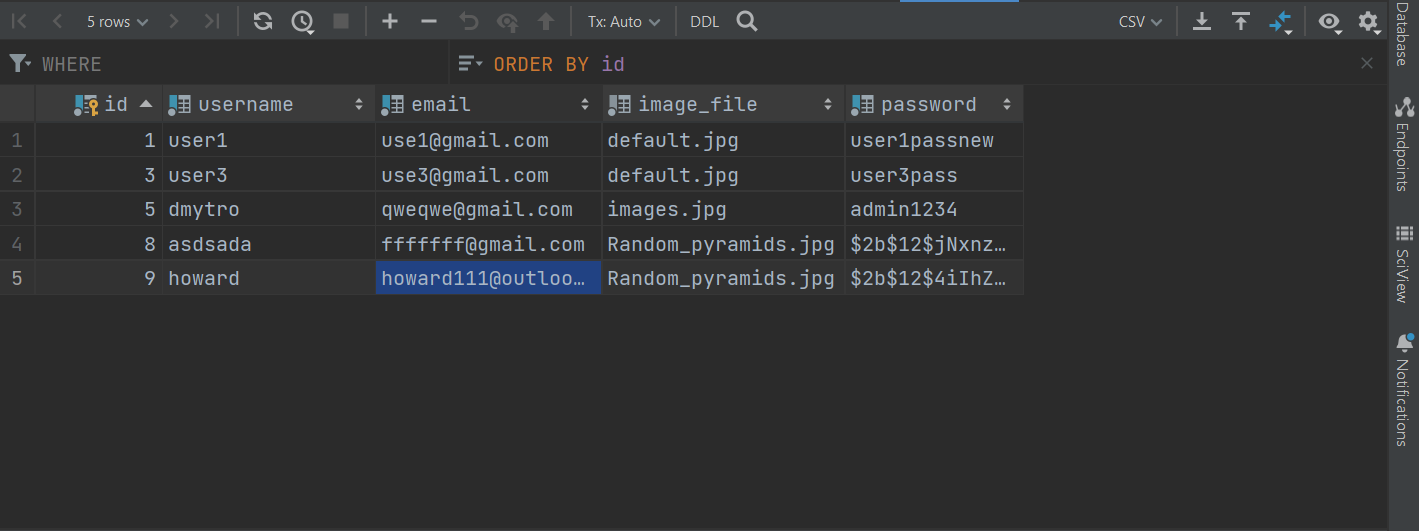 5 rows Tx: Auto DDL CSV
WHERE ORDER BY id
id username email image_file password
1 1 user1 use1@gmail.com default.jpg user1passnew
2 3 user3 use3@gmail.com default.jpg user3pass
3 5 dmytro qweqwe@gmail.com images.jpg admin1234
4 8 asdsada fffffff@gmail.com Random_pyramids.jpg $2b$12$jNxnz…
5 9 howard howard111@outloo… Random_pyramids.jpg $2b$12$4iIhZ…
Database
Endpoints
SciView
Notifications